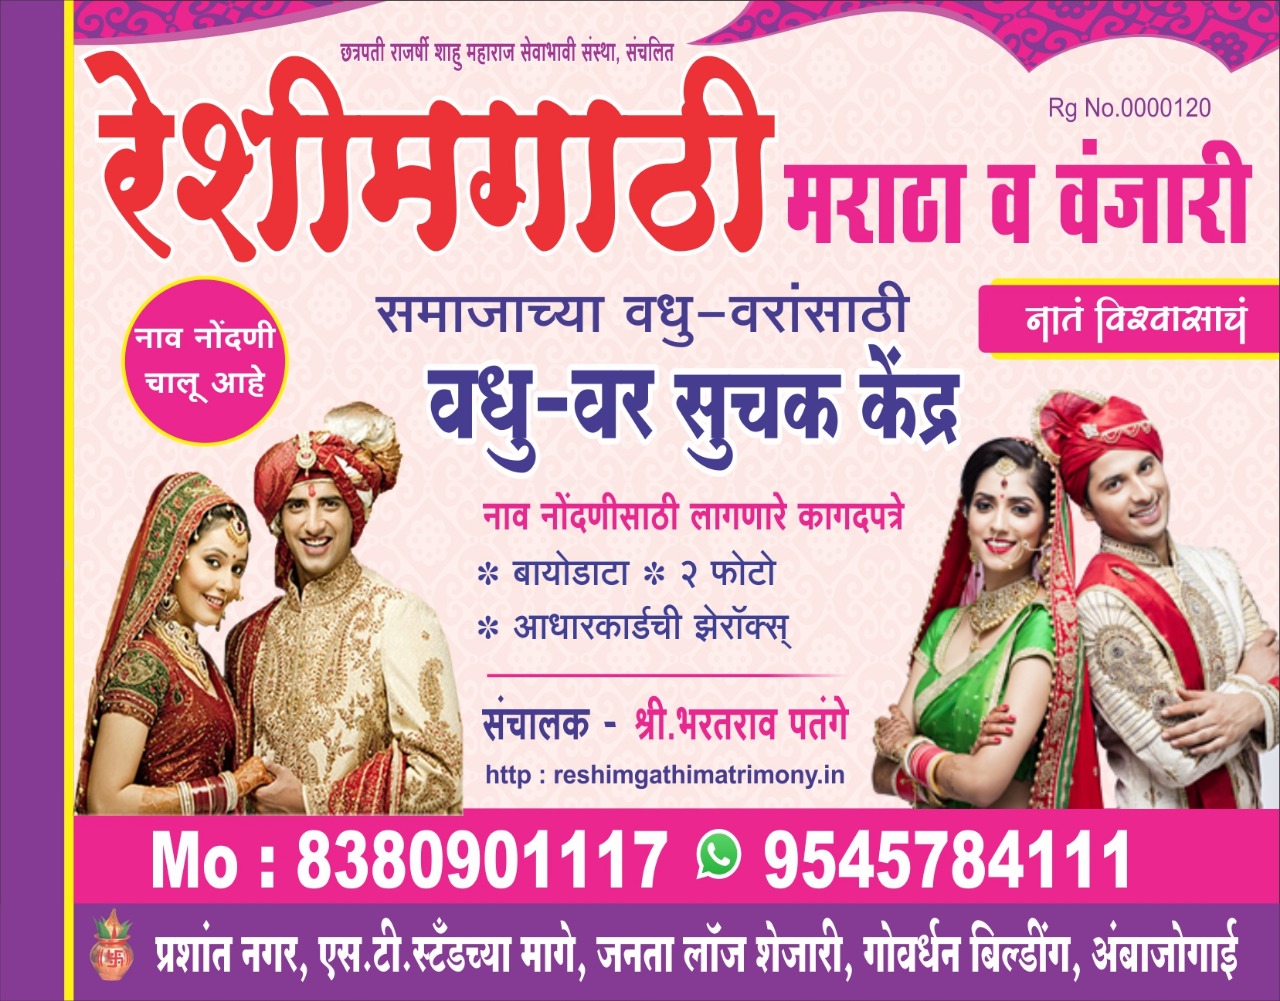 छत्रपती राजर्षी शाहु महाराज सेवाभावी संस्था, संचलित
Rg No.0000120
रेशीमगाठी मराठा व वंजारी
समाजाच्या वधु-वरांसाठी
नातं विश्वासाचं
नाव नोंदणी
चालू आहे
वधु-वर सुचक केंद्र
नाव नोंदणीसाठी लागणारे कागदपत्रे
* बायोडाटा * २ फोटो
* आधारकार्डची झेरॉक्स्
संचालक - श्री.भरतराव पतंगे
http : reshimgathimatrimony.in
Mo : 8380901117 9545784111
प्रशांत नगर, एस.टी.स्टँडच्या मागे, जनता लॉज शेजारी, गोवर्धन बिल्डींग, अंबाजोगाई